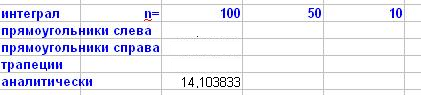 интеграл n= 100 50 10
прямоугольники слева
прямоугольники справа
трапеции
аналитически 14,103833